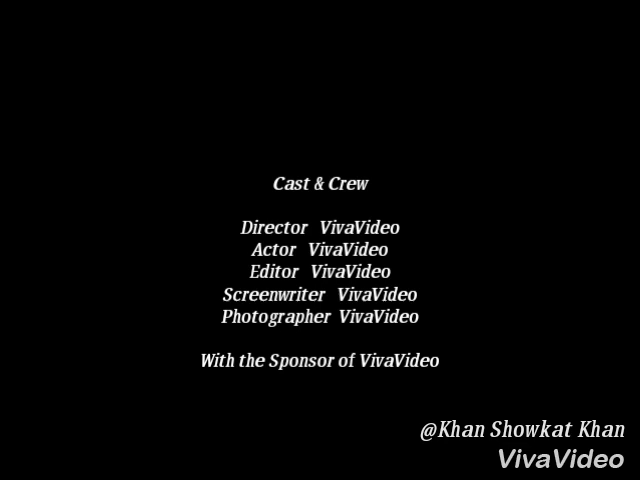 Cast & Crew
Director VivaVideo
Actor VivaVideo
Editor VivaVideo
Screenwriter VivaVideo
Photographer VivaVideo
With the Sponsor of VivaVideo
@Khan Showkat Khan
VivaVideo